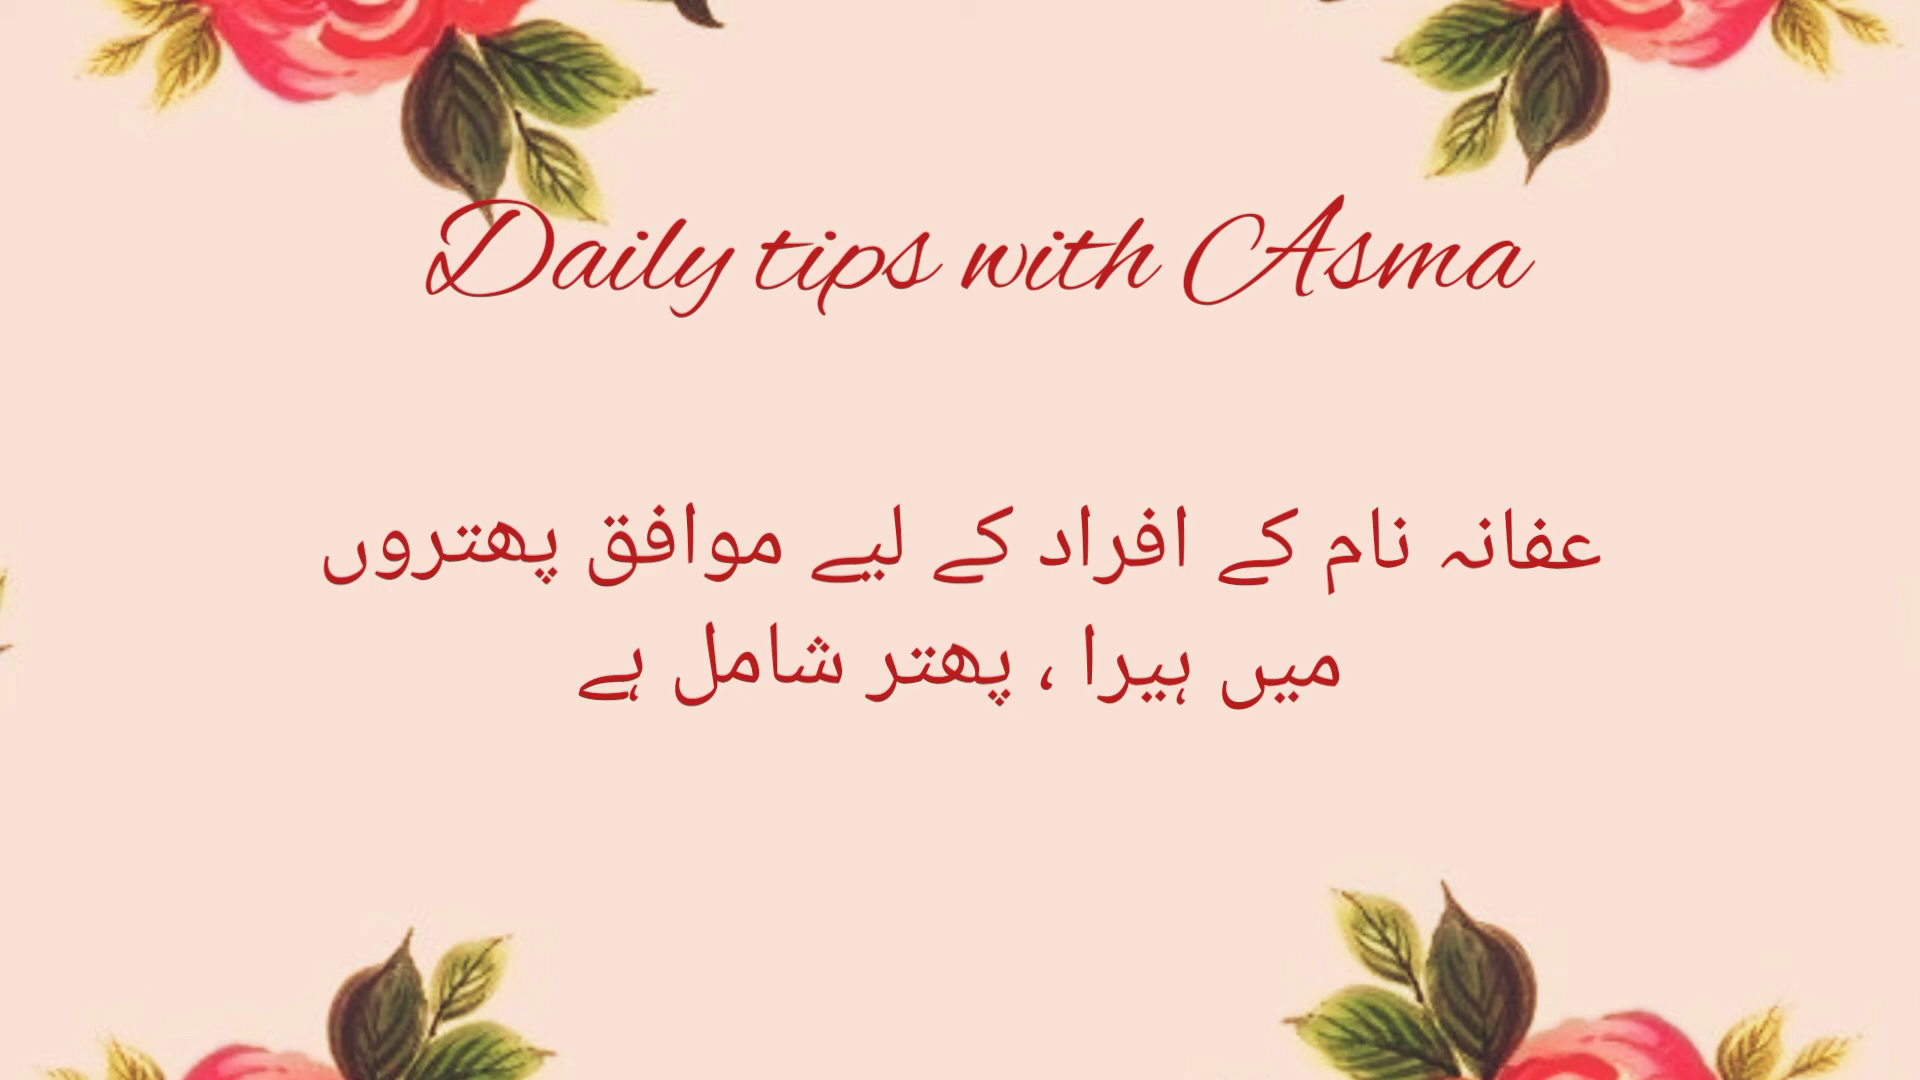 Daily tips with Asma
عفانہ نام کے افراد کے لیے موافق پھتروں
میں ہیرا ، پھتر شامل ہے